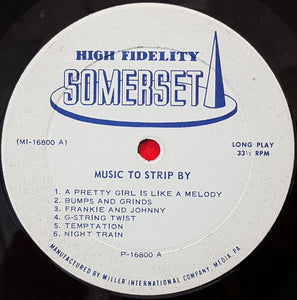 HIGH FIDELITY
SOMERSET
(MI-16800 A)
LONG PLAY
33⅓ RPM
MUSIC TO STRIP BY
1. A PRETTY GIRL IS LIKE A MELODY
2. BUMPS AND GRINDS
3. FRANKIE AND JOHNNY
4. G-STRING TWIST
5. TEMPTATION
6. NIGHT TRAIN
P-16800 A
MANUFACTURED BY MILLER INTERNATIONAL COMPANY, MEDIA, PA.